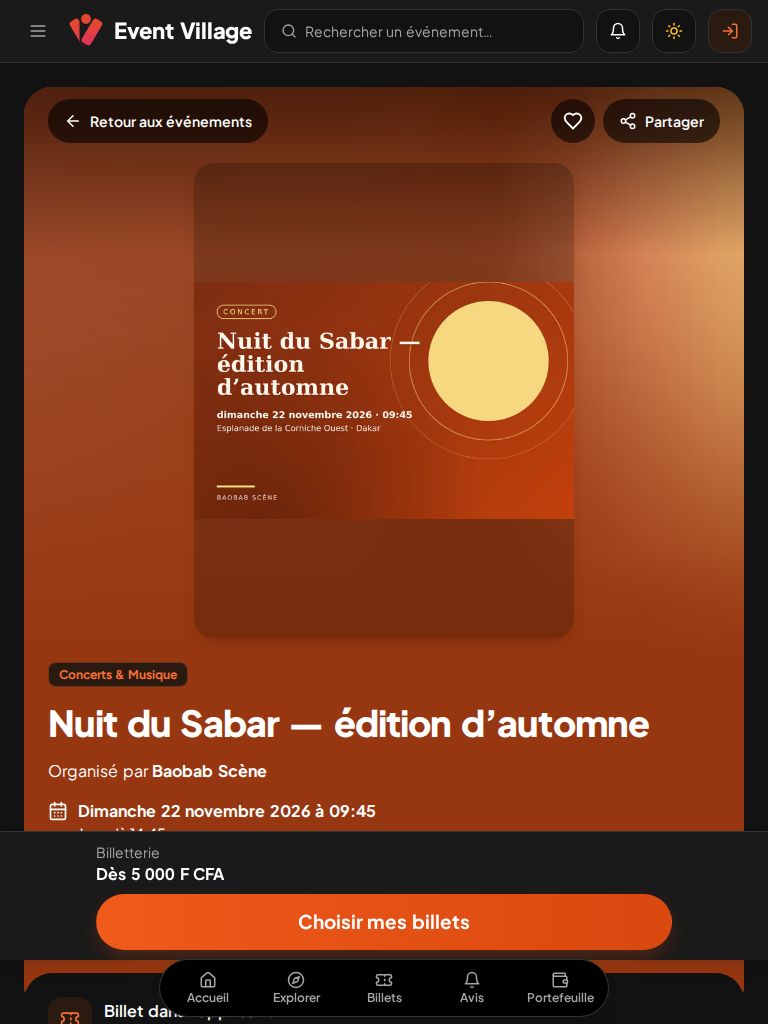 Event Village
Rechercher un événement...
Retour aux événements
Partager
CONCERT
Nuit du Sabar —
édition
d’automne
dimanche 22 novembre 2026 · 09:45
Esplanade de la Corniche Ouest · Dakar
BAOBAB SCÈNE
Concerts & Musique
Nuit du Sabar — édition d’automne
Organisé par Baobab Scène
Dimanche 22 novembre 2026 à 09:45
Billetterie
Dès 5 000 F CFA
Choisir mes billets
Accueil
Explorer
Billets
Avis
Portefeuille
Billet dans